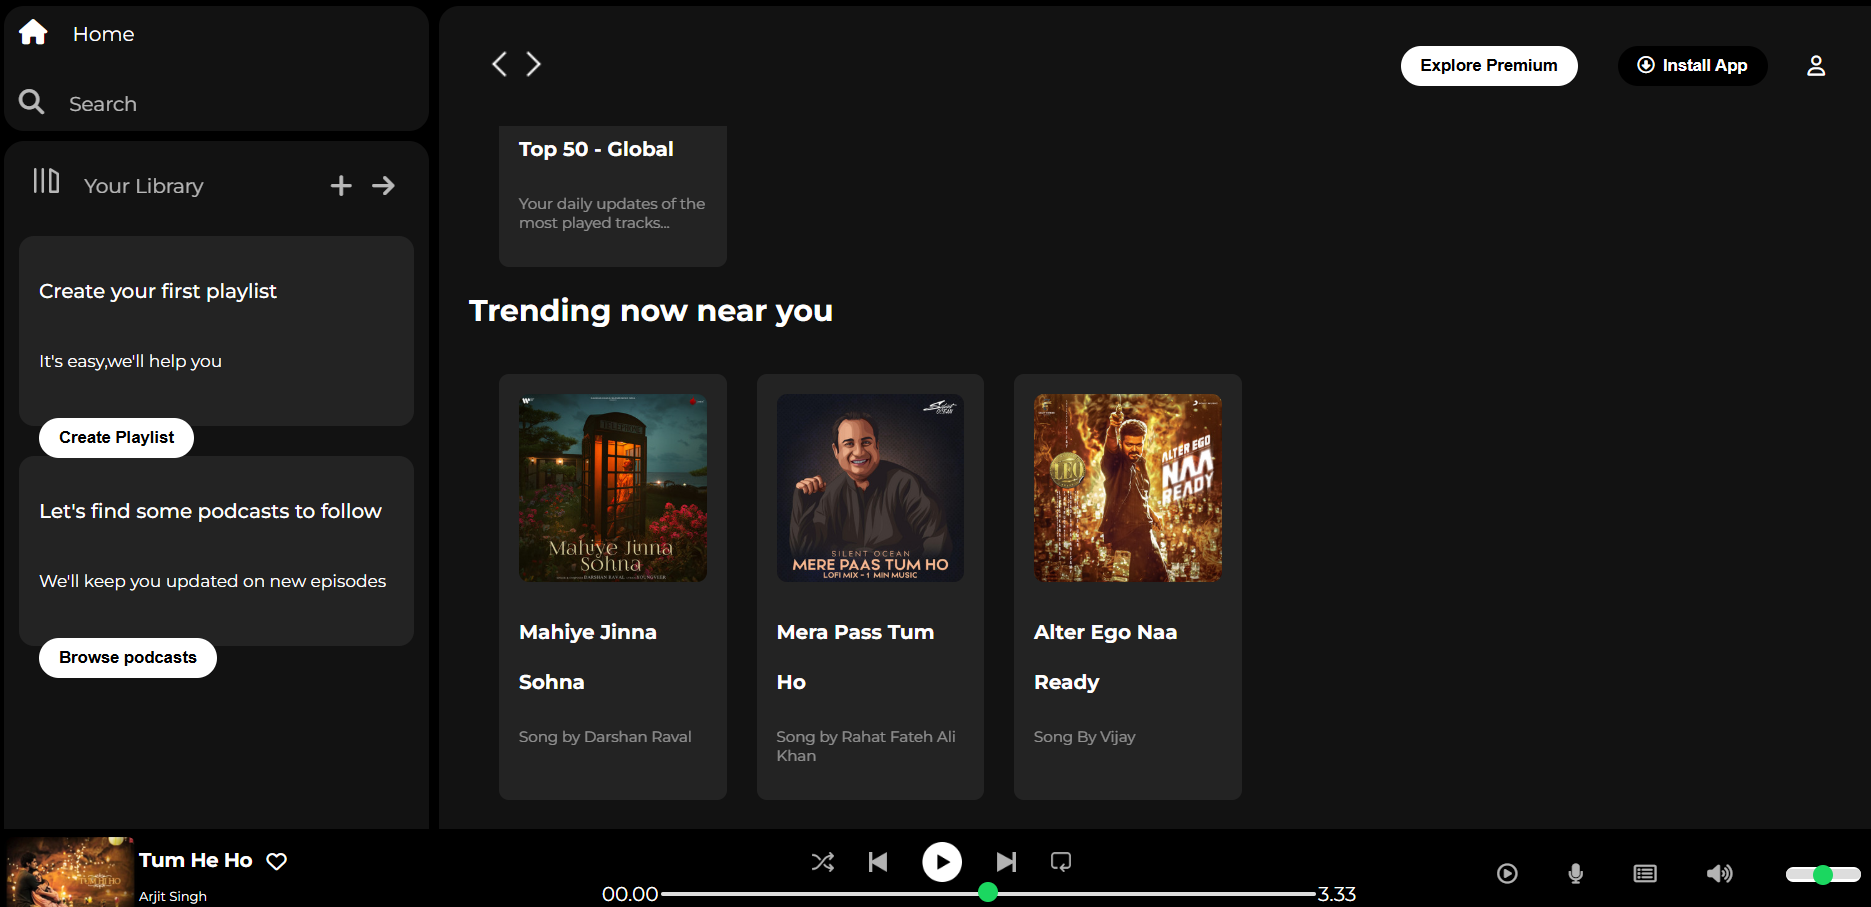 Home
Search
Your Library
Create your first playlist
It's easy,we'll help you
Create Playlist
Let's find some podcasts to follow
We'll keep you updated on new episodes
Browse podcasts
Explore Premium
Install App
Top 50 - Global
Your daily updates of the
most played tracks...
Trending now near you
TELEPHONE
Mahiye Jinna
Sohna
Mahiye Jinna
Sohna
Song by Darshan Raval
SILENT OCEAN
MERE PAAS TUM HO
LOFI MIX - 1 MIN MUSIC
Mera Pass Tum
Ho
Song by Rahat Fateh Ali
Khan
LEO
ALTER EGO
NAA
READY
Alter Ego Naa
Ready
Song By Vijay
TUM HI HO
Tum He Ho
Arjit Singh
00.00
3.33